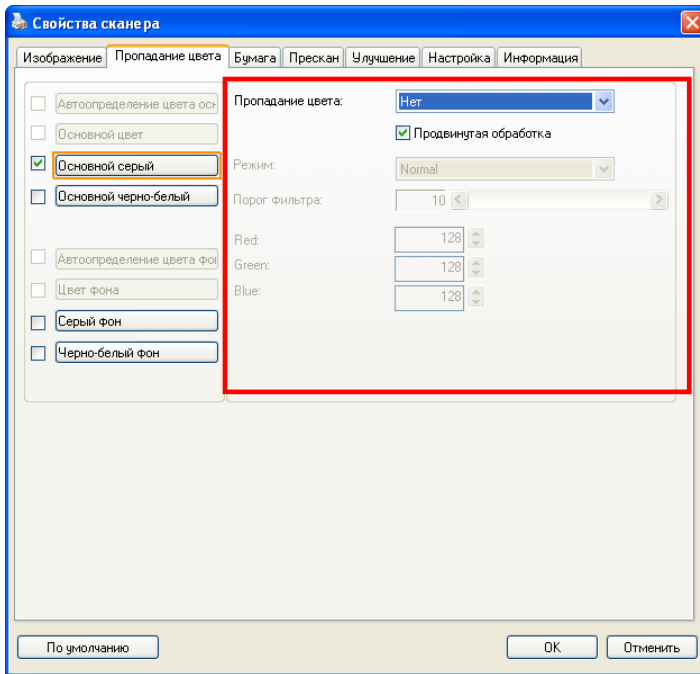 Свойства сканера
Изображение Пропадание цвета Бумага Прескан Улучшение Настройка Информация
Автоопределение цвета осн
Основной цвет
Основной серый
Основной черно-белый
Автоопределение цвета фон
Цвет фона
Серый фон
Черно-белый фон
Пропадание цвета: Нет
Продвинутая обработка
Режим: Normal
Порог фильтра: 10
Red: 128
Green: 128
Blue: 128
По умолчанию OK Отменить